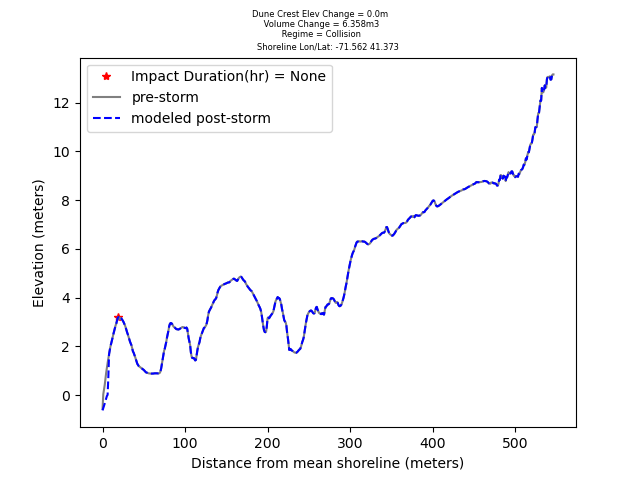 Dune Crest Elev Change = 0.0m
Volume Change = 6.358m3
Regime = Collision
Shoreline Lon/Lat: -71.562 41.373
Impact Duration(hr) = None
pre-storm
modeled post-storm
Elevation (meters)
12
10
8
6
4
2
0
0 100 200 300 400 500
Distance from mean shoreline (meters)